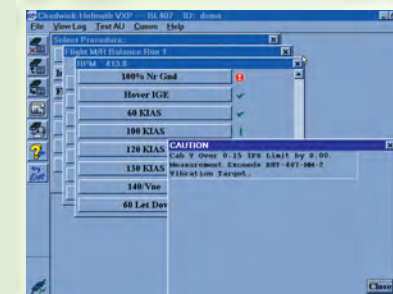 Chadwick-Helmuth VXP BL407 ID: demo
File View Log Test AU Comm Help
Select Procedure:
Flight M/R Balance Run 1
RPM 413.8
100% Nr Gnd
Hover IGE
60 KIAS
100 KIAS
120 KIAS
130 KIAS
140/Vne
60 Let Dow
CAUTION
Cab Y Over 0.15 IPS Limit by 0.00.
Measurement Exceeds BHT-407-MM-2
Vibration Target.
Close